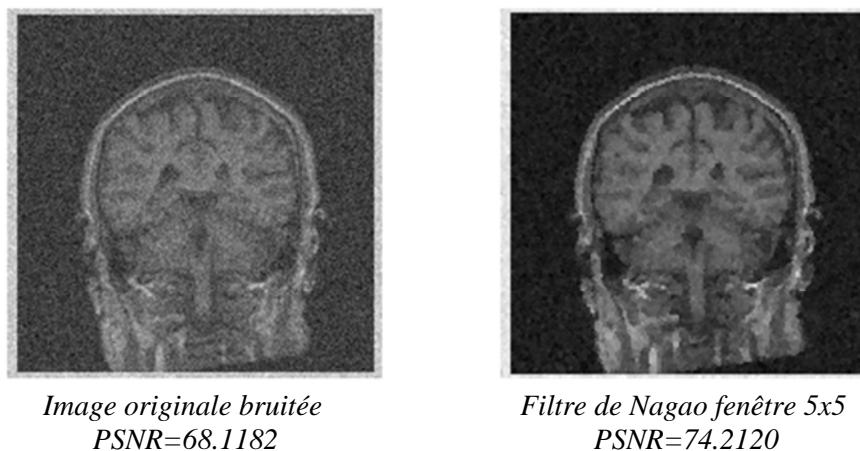 Image originale bruitée
PSNR=68.1182
Filtre de Nagao fenêtre 5x5
PSNR=74.2120